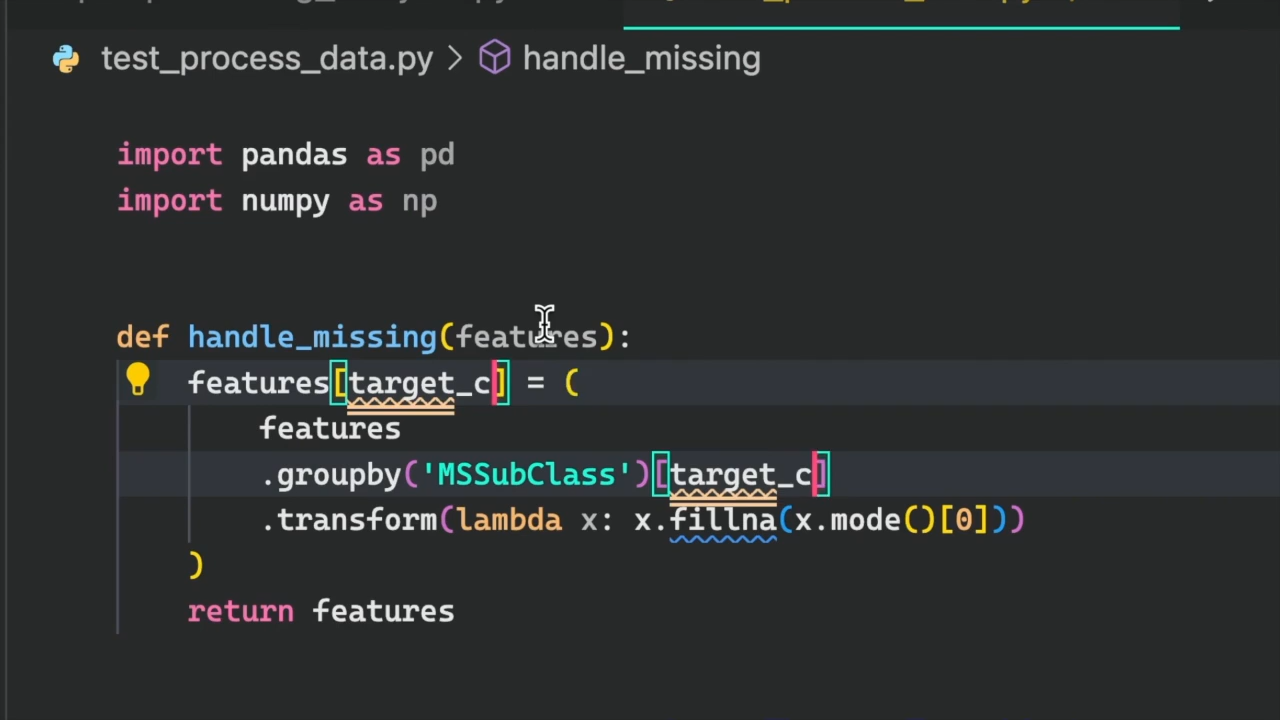 test_process_data.py > handle_missing
import pandas as pd
import numpy as np
def handle_missing(features):
features[target_c] = (
features
.groupby('MSSubClass')[target_c]
.transform(lambda x: x.fillna(x.mode()[0]))
)
return features